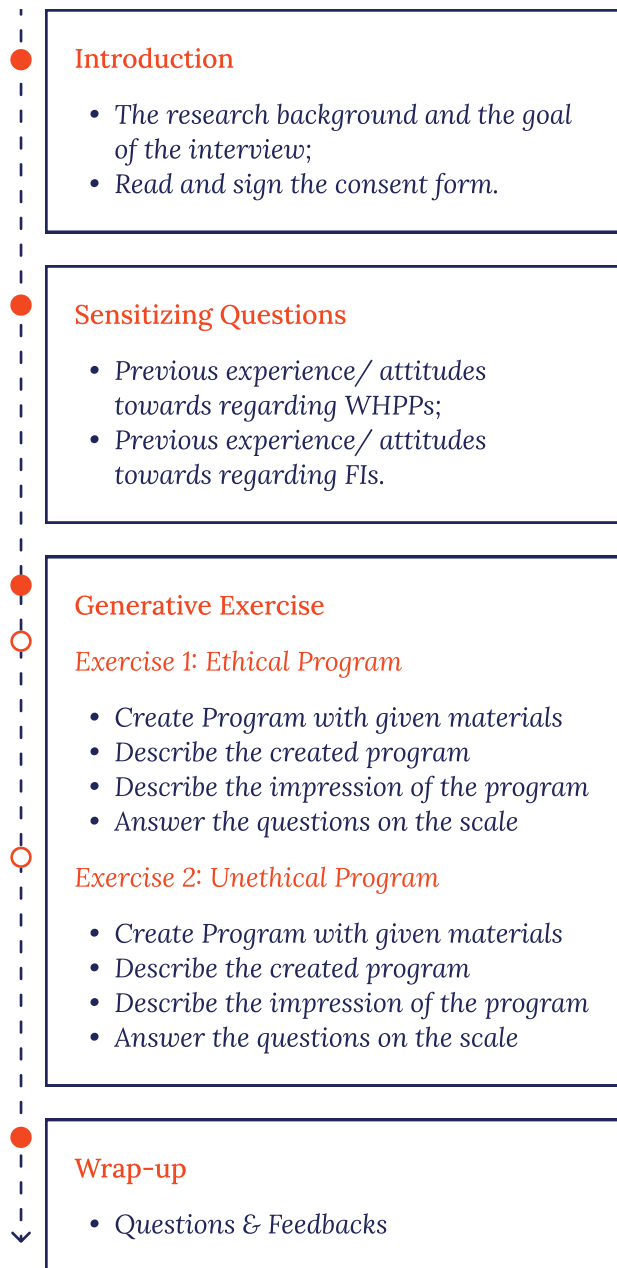 Introduction
• The research background and the goal
of the interview;
• Read and sign the consent form.
Sensitizing Questions
• Previous experience/ attitudes
towards regarding WHPPs;
• Previous experience/ attitudes
towards regarding FIs.
Generative Exercise
Exercise 1: Ethical Program
• Create Program with given materials
• Describe the created program
• Describe the impression of the program
• Answer the questions on the scale
Exercise 2: Unethical Program
• Create Program with given materials
• Describe the created program
• Describe the impression of the program
• Answer the questions on the scale
Wrap-up
• Questions & Feedbacks